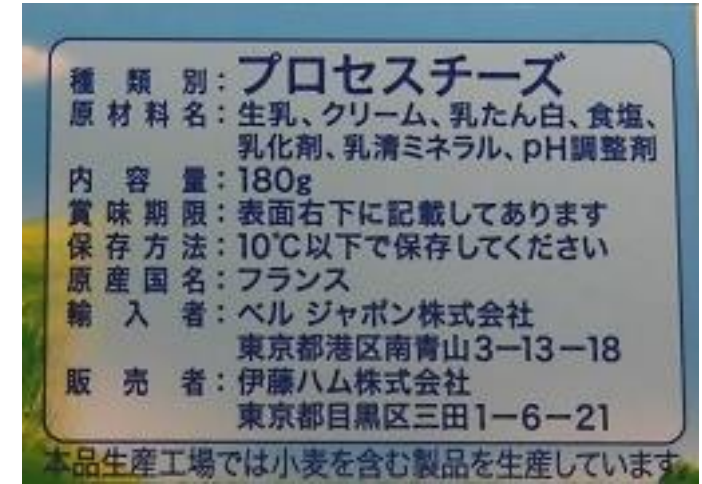 種類別：プロセスチーズ
原材料名：生乳、クリーム、乳たん白、食塩、
乳化剤、乳清ミネラル、pH調整剤
内容量：180g
賞味期限：表面右下に記載してあります
保存方法：10℃以下で保存してください
原産国名：フランス
輸入者：ベル ジャポン株式会社
東京都港区南青山3－13－18
販売者：伊藤ハム株式会社
東京都目黒区三田1－6－21
本品生産工場では小麦を含む製品を生産しています。